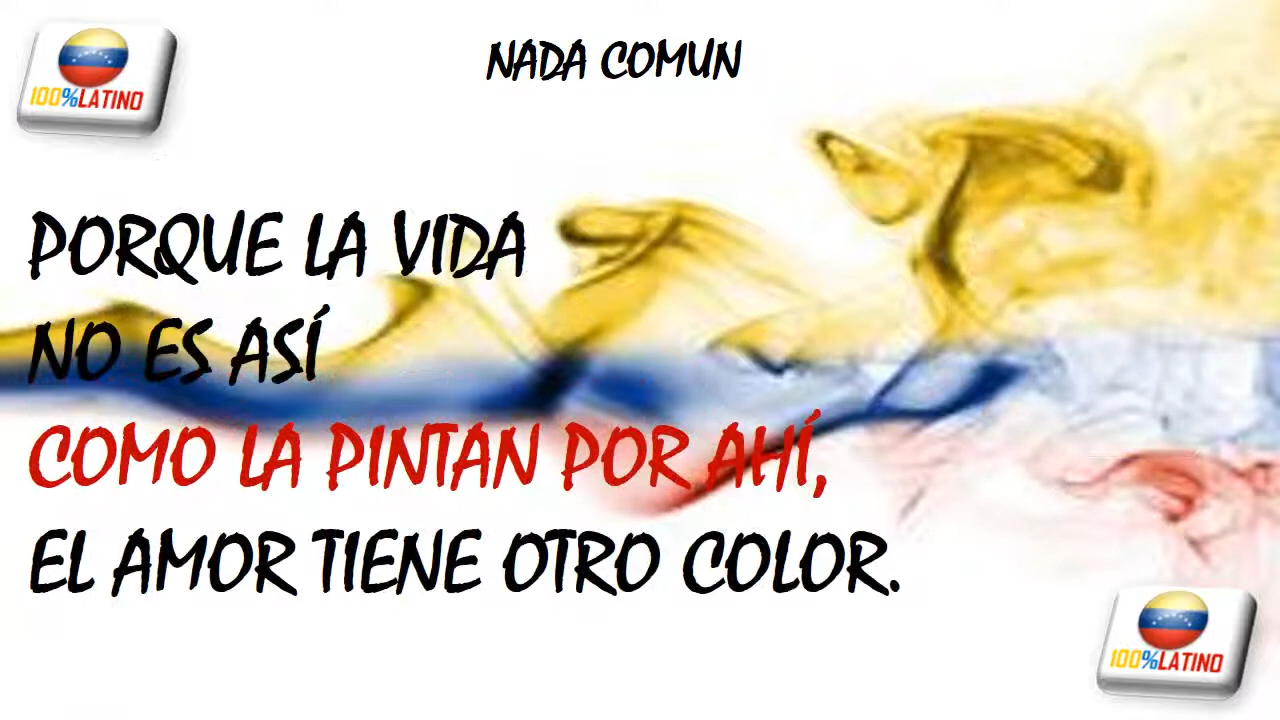 100%LATINO
NADA COMUN
PORQUE LA VIDA
NO ES ASÍ
COMO LA PINTAN POR AHÍ,
EL AMOR TIENE OTRO COLOR.
100%LATINO